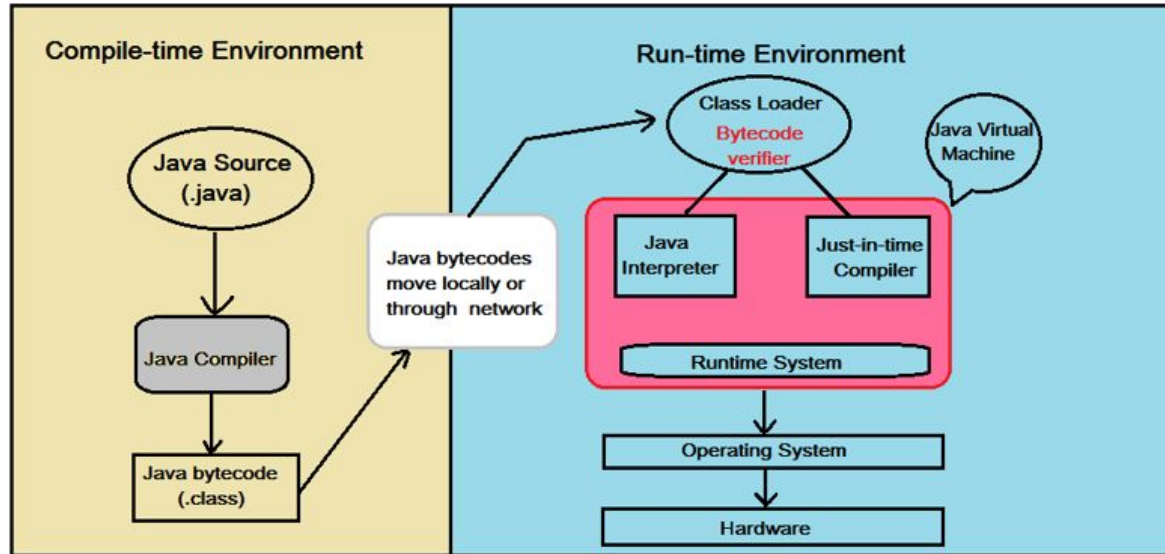 Compile-time Environment
Java Source
(.java)
Java Compiler
Java bytecode
(.class)
Java bytecodes
move locally or
through network
Run-time Environment
Class Loader
Bytecode
verifier
Java Virtual
Machine
Java
Interpreter
Just-in-time
Compiler
Runtime System
Operating System
Hardware